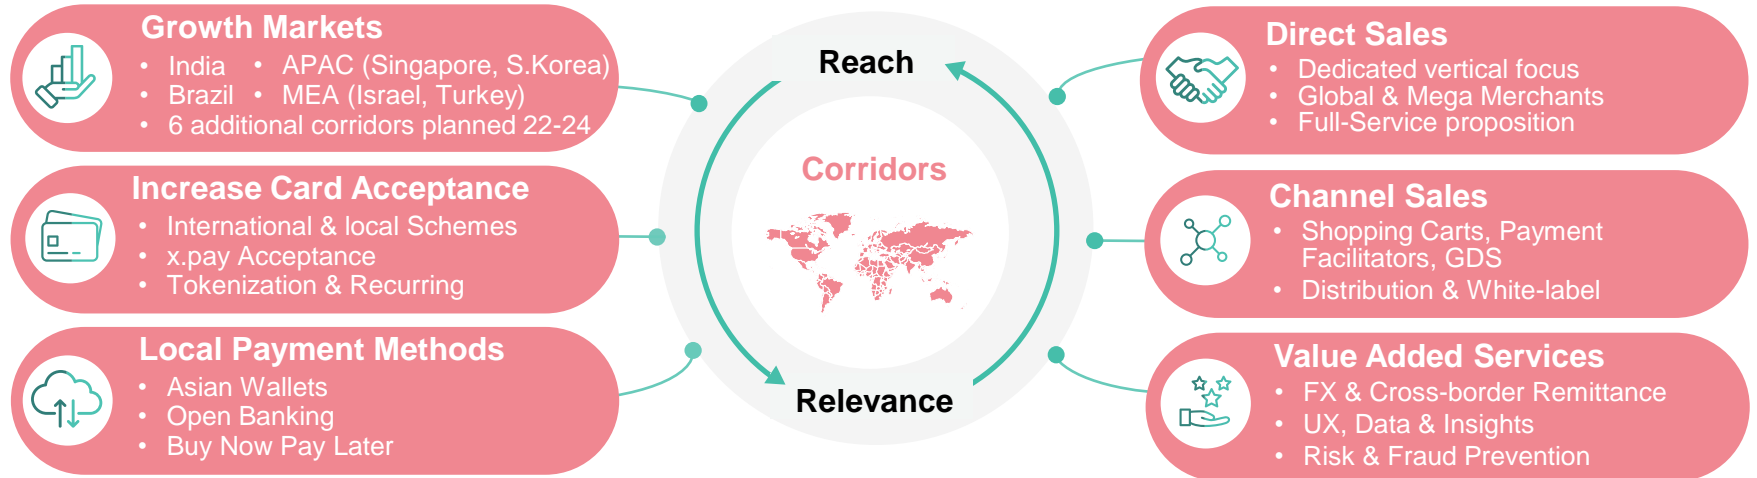 Growth Markets
• India • APAC (Singapore, S.Korea)
• Brazil • MEA (Israel, Turkey)
• 6 additional corridors planned 22-24
Increase Card Acceptance
• International & local Schemes
• x.pay Acceptance
• Tokenization & Recurring
Local Payment Methods
• Asian Wallets
• Open Banking
• Buy Now Pay Later
Reach
Corridors
Relevance
Direct Sales
• Dedicated vertical focus
• Global & Mega Merchants
• Full-Service proposition
Channel Sales
• Shopping Carts, Payment
Facilitators, GDS
• Distribution & White-label
Value Added Services
• FX & Cross-border Remittance
• UX, Data & Insights
• Risk & Fraud Prevention